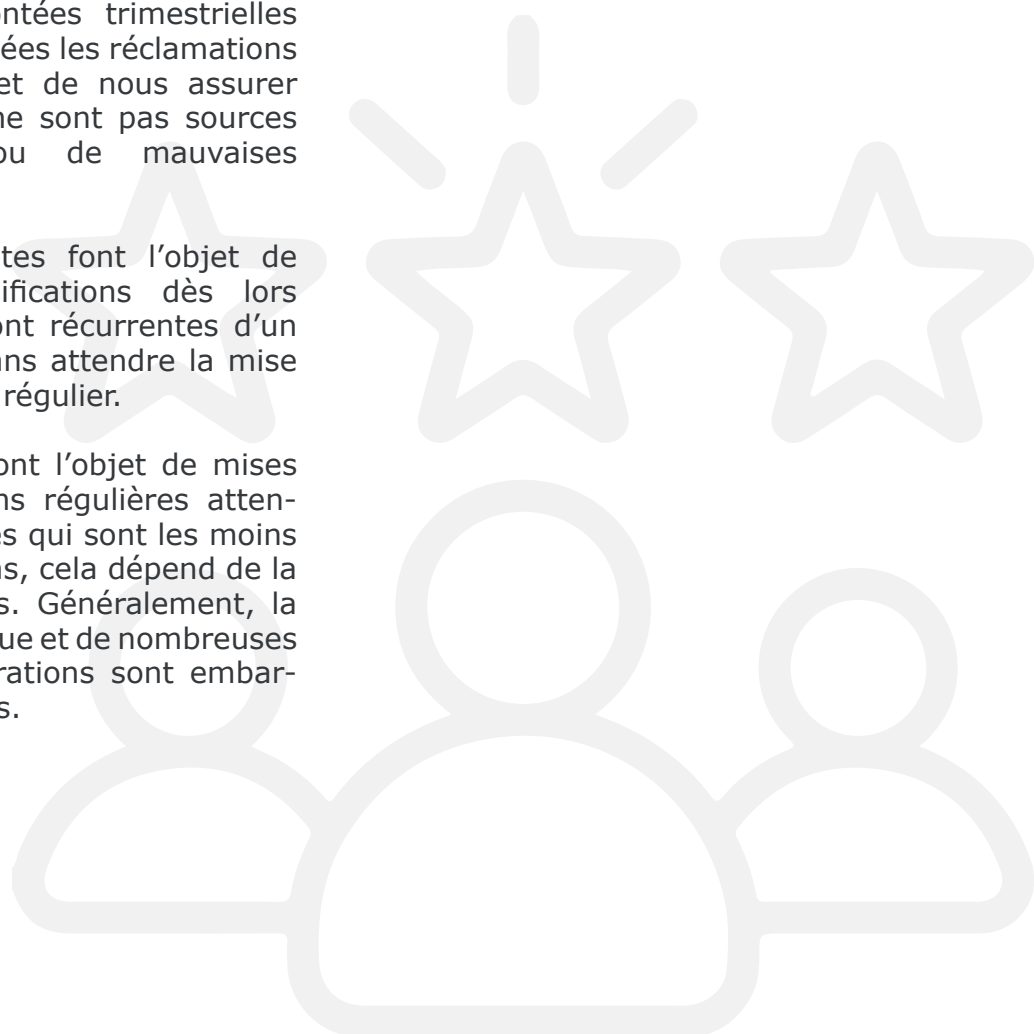 ntées trimestrielles
ées les réclamations
et de nous assurer
ne sont pas sources
ou de mauvaises
tes font l’objet de
ifications dès lors
ont récurrentes d’un
ans attendre la mise
régulier.
ont l’objet de mises
ns régulières atten-
es qui sont les moins
ns, cela dépend de la
s. Généralement, la
ue et de nombreuses
rations sont embar-
s.